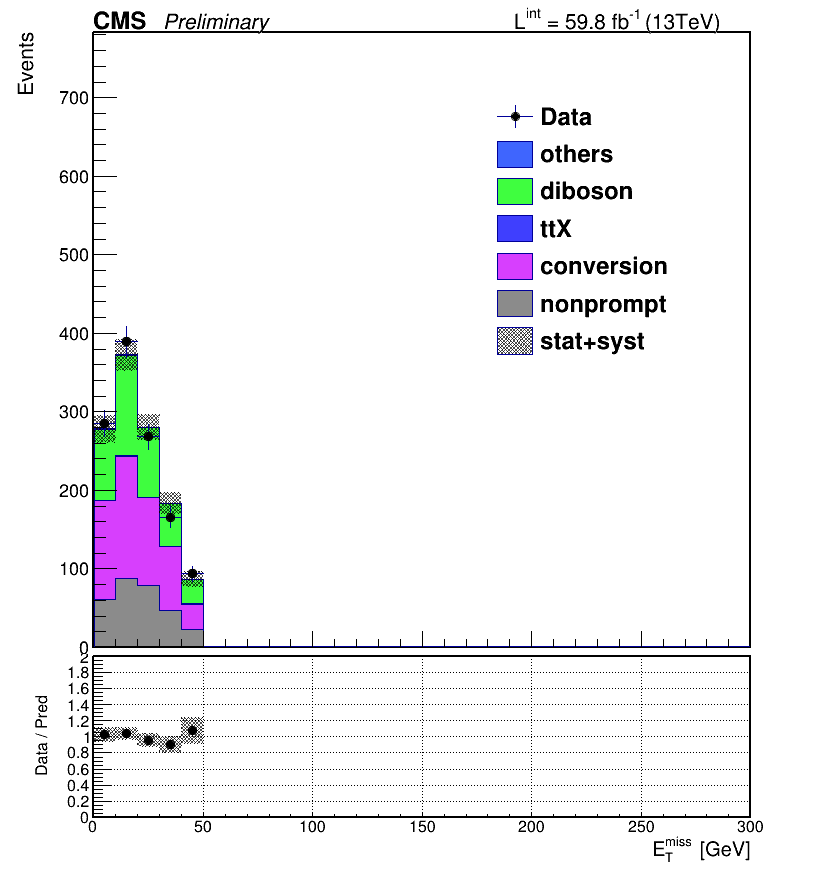 CMS Preliminary L^int = 59.8 fb^-1 (13TeV)
Events
700
600
500
400
300
200
100
0
Data
others
diboson
ttX
conversion
nonprompt
stat+syst
Data / Pred
2
1.8
1.6
1.4
1.2
1
0.8
0.6
0.4
0.2
0
0 50 100 150 200 250 300
E_T^miss [GeV]